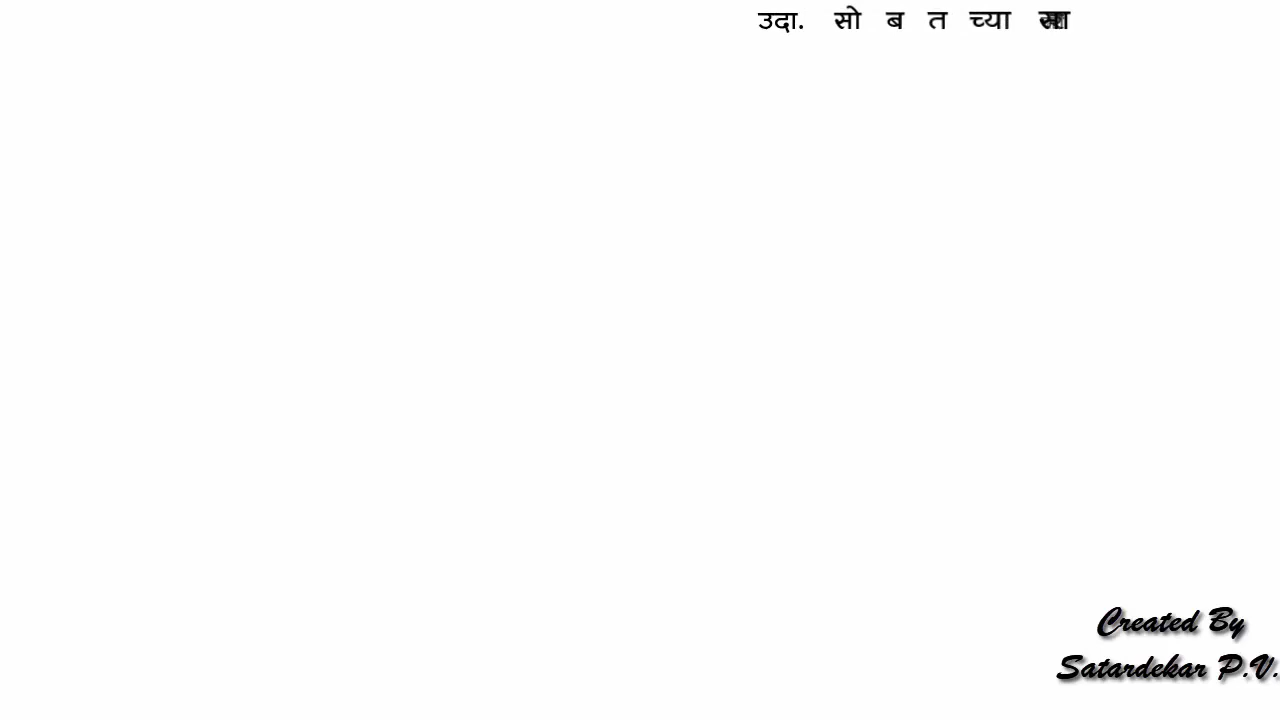 उदा. सो ब त च्या
Created By
Satardekar P.V.